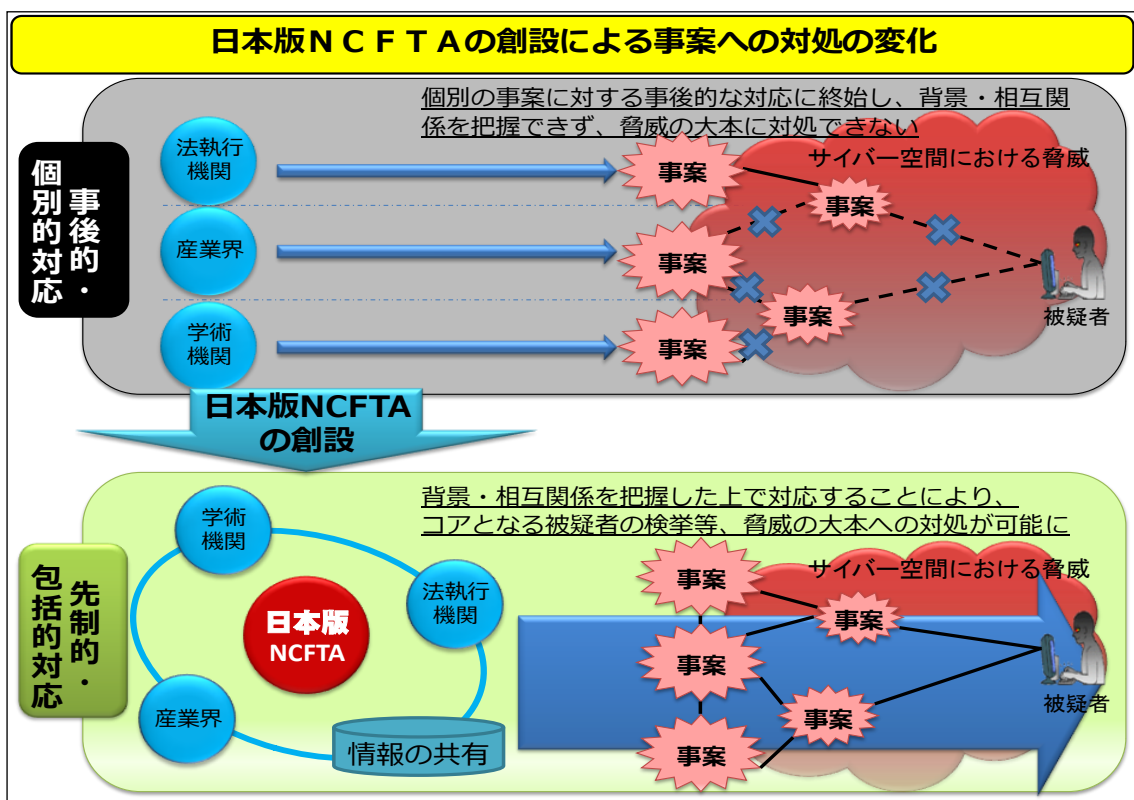 日本版ＮＣＦＴＡの創設による事案への対処の変化
個別の事案に対する事後的な対応に終始し、背景・相互関
係を把握できず、脅威の大本に対処できない
事後的・
個別的対応
法執行
機関
産業界
学術
機関
事案
事案
事案
サイバー空間における脅威
事案
事案
被疑者
日本版NCFTA
の創設
背景・相互関係を把握した上で対応することにより、
コアとなる被疑者の検挙等、脅威の大本への対処が可能に
先制的・
包括的対応
学術
機関
法執行
機関
日本版
NCFTA
産業界
情報の共有
事案
事案
事案
サイバー空間における脅威
事案
事案
被疑者